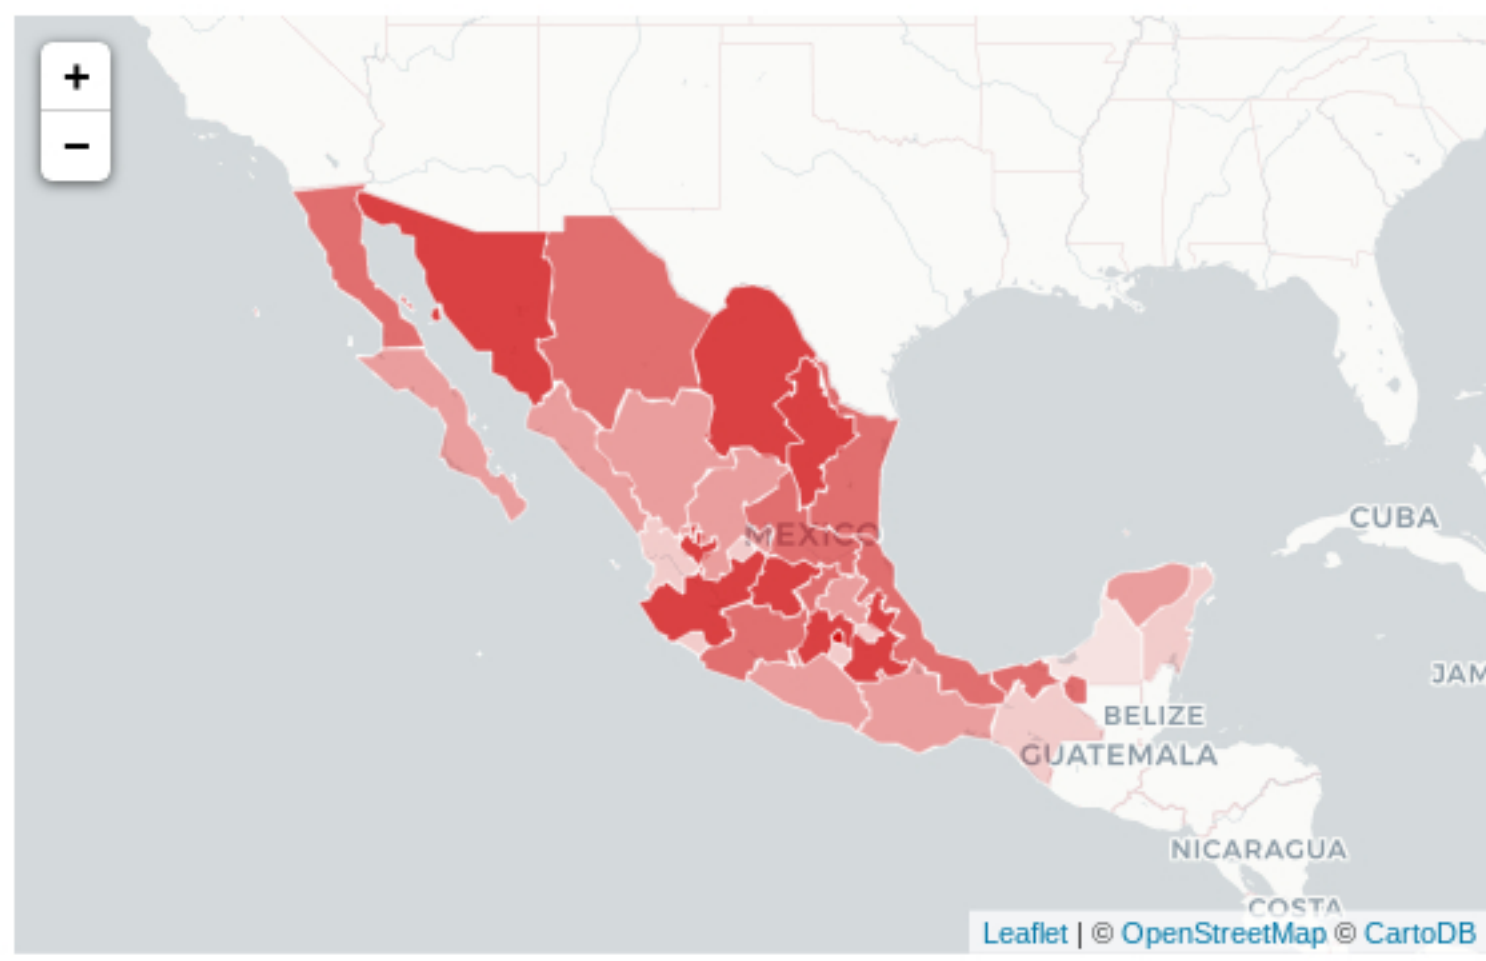 +
−
MEXICO
CUBA
JAM
BELIZE
GUATEMALA
NICARAGUA
COSTA
Leaflet | © OpenStreetMap © CartoDB